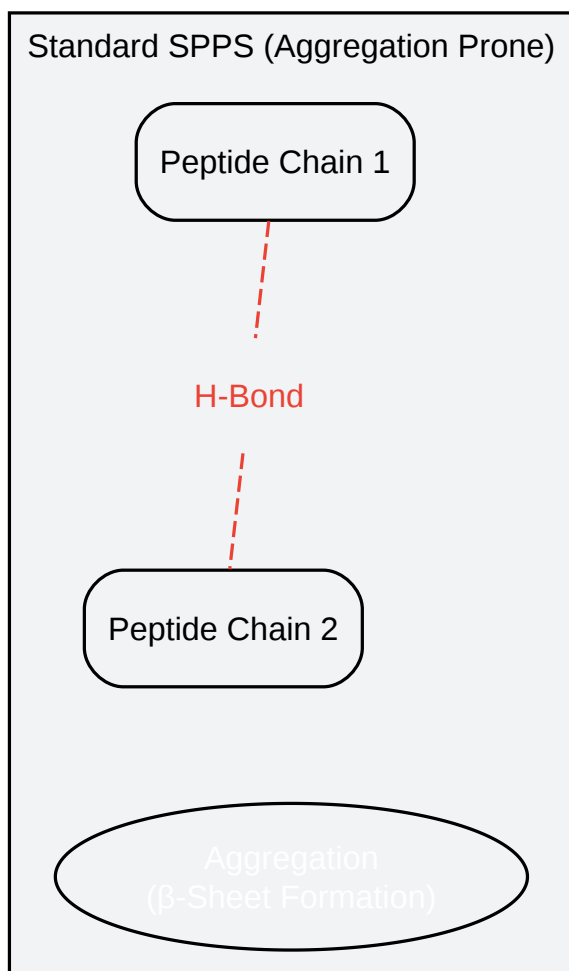 Standard SPPS (Aggregation Prone)
Peptide Chain 1
H-Bond
Peptide Chain 2
Aggregation
(β-Sheet Formation)